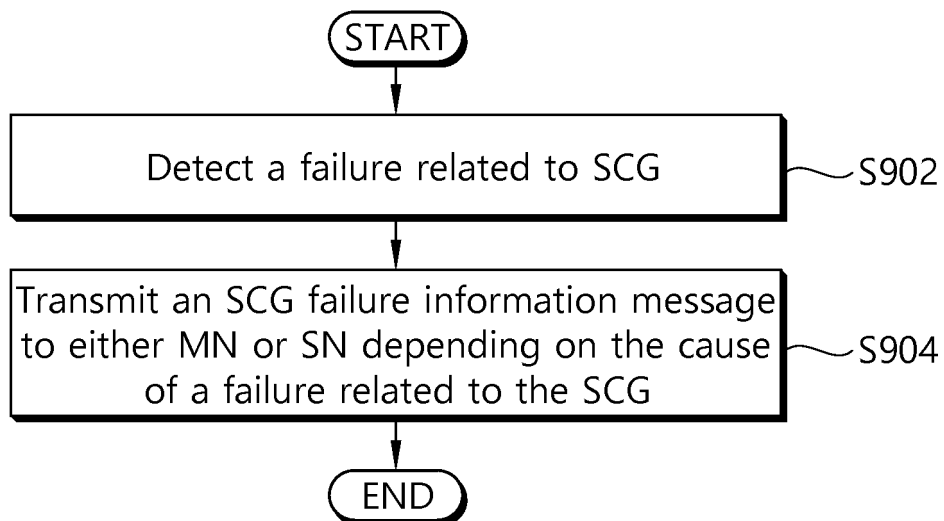 START
Detect a failure related to SCG
S902
Transmit an SCG failure information message
to either MN or SN depending on the cause
of a failure related to the SCG
S904
END